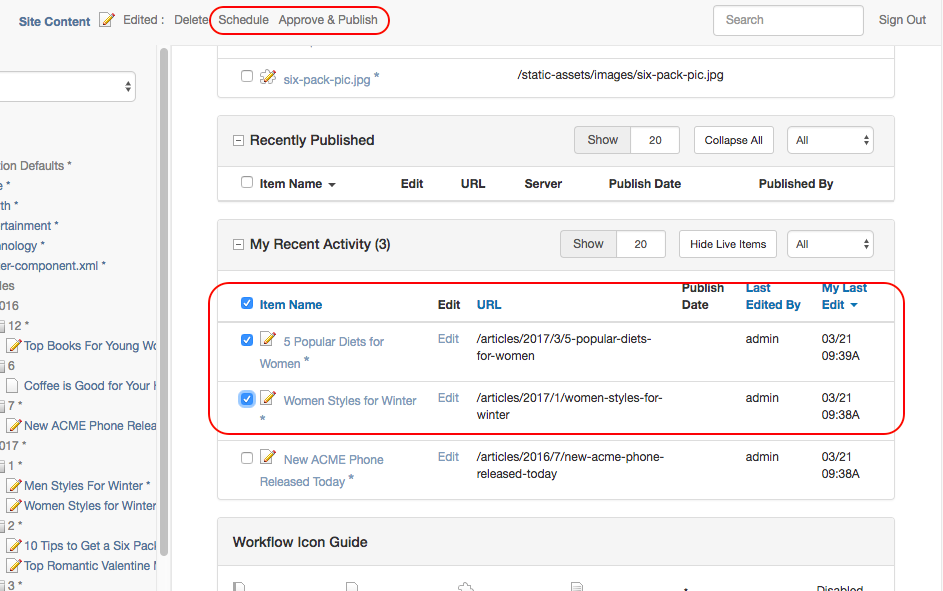 Site Content Edited : Delete Schedule Approve & Publish Search Sign Out
six-pack-pic.jpg * /static-assets/images/six-pack-pic.jpg
Recently Published Show 20 Collapse All All
Item Name Edit URL Server Publish Date Published By
My Recent Activity (3) Show 20 Hide Live Items All
Item Name Edit URL Publish Date Last Edited By My Last Edit
5 Popular Diets for Women * Edit /articles/2017/3/5-popular-diets-for-women admin 03/21 09:39A
Women Styles for Winter * Edit /articles/2017/1/women-styles-for-winter admin 03/21 09:38A
New ACME Phone Released Today * Edit /articles/2016/7/new-acme-phone-released-today admin 03/21 09:38A
Workflow Icon Guide
Disabled
tion Defaults *
e *
th *
rtainment *
nology *
er-component.xml *
les
016
12 *
Top Books For Young Wo
6
Coffee is Good for Your H
7 *
New ACME Phone Relea
017 *
1 *
Men Styles For Winter *
Women Styles for Winter
2 *
10 Tips to Get a Six Pack
Top Romantic Valentine M
3 *